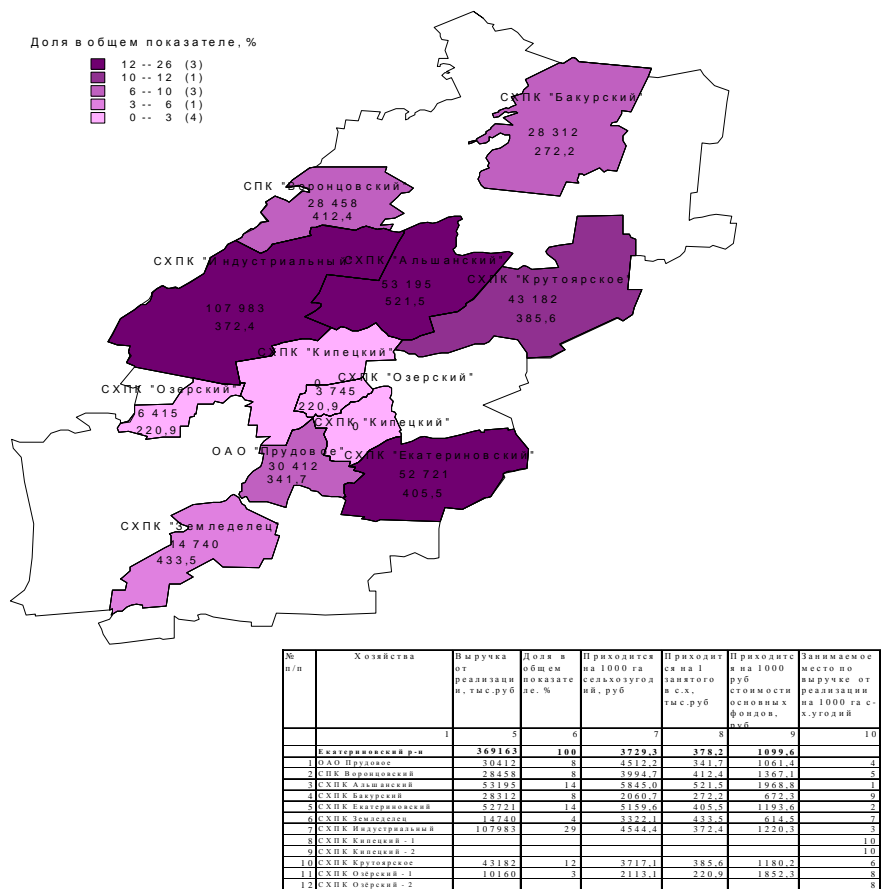 Доля в общем показателе, %
12 -- 26 (3)
10 -- 12 (1)
6 -- 10 (3)
3 -- 6 (1)
0 -- 3 (4)
СХПК "Бакурский"
28 312
272,2
СПК "Воронцовский"
28 458
412,4
СХПК "Индустриальный"
107 983
372,4
СХПК "Альшанский"
53 195
521,5
СХПК "Крутоярское"
43 182
385,6
СХПК "Кипецкий"
0
СХПК "Озерский"
3 745
220,9
СХПК "Озерский"
6 415
220,9
СХПК "Кипецкий"
0
ОАО "Прудовое"
30 412
341,7
СХПК "Екатериновский"
52 721
405,5
СХПК "Земледелец
14 740
433,5
№ п/п Хозяйства Выручка от реализации, тыс.руб Доля в общем показателе. % Приходится на 1000 га сельхозугодий, руб Приходится на 1 занятого в с.х, тыс.руб Приходится на 1000 руб стоимости основных фондов, руб Занимаемое место по выручке от реализации на 1000 га с-х.угодий
1 5 6 7 8 9 10
Екатериновский р-н 369163 100 3729,3 378,2 1099,6
1 ОАО Прудовое 30412 8 4512,2 341,7 1061,4 4
2 СПК Воронцовский 28458 8 3994,7 412,4 1367,1 5
3 СХПК Альшанский 53195 14 5845,0 521,5 1968,8 1
4 СХПК Бакурский 28312 8 2060,7 272,2 672,3 9
5 СХПК Екатериновский 52721 14 5159,6 405,5 1193,6 2
6 СХПК Земледелец 14740 4 3322,1 433,5 614,5 7
7 СХПК Индустриальный 107983 29 4544,4 372,4 1220,3 3
8 СХПК Кипецкий - 1 10
9 СХПК Кипецкий - 2 10
10 СХПК Крутоярское 43182 12 3717,1 385,6 1180,2 6
11 СХПК Озёрский - 1 10160 3 2113,1 220,9 1852,3 8
12 СХПК Озёрский - 2 8